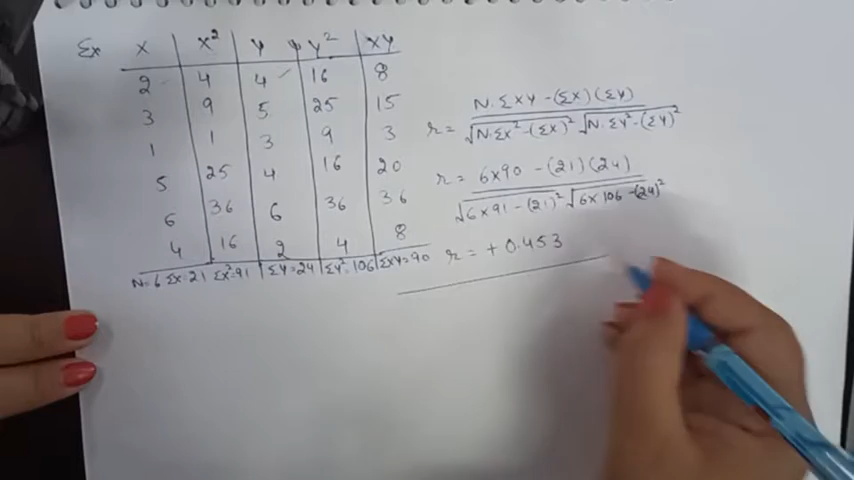 Ex X X² Y Y² XY
2 4 4 16 8
3 9 5 25 15
1 1 3 9 3
5 25 4 16 20
6 36 6 36 36
4 16 2 4 8
N=6 Σx=21 Σx²=91 ΣY=24 ΣY²=106 ΣXY=90
r = N.ΣXY-(Σx)(ΣY) / √N.Σx²-(Σx)² √N.ΣY²-(ΣY)²
r = 6x90 -(21)(24) / √6x91-(21)² √6x106-(24)²
r = +0.453